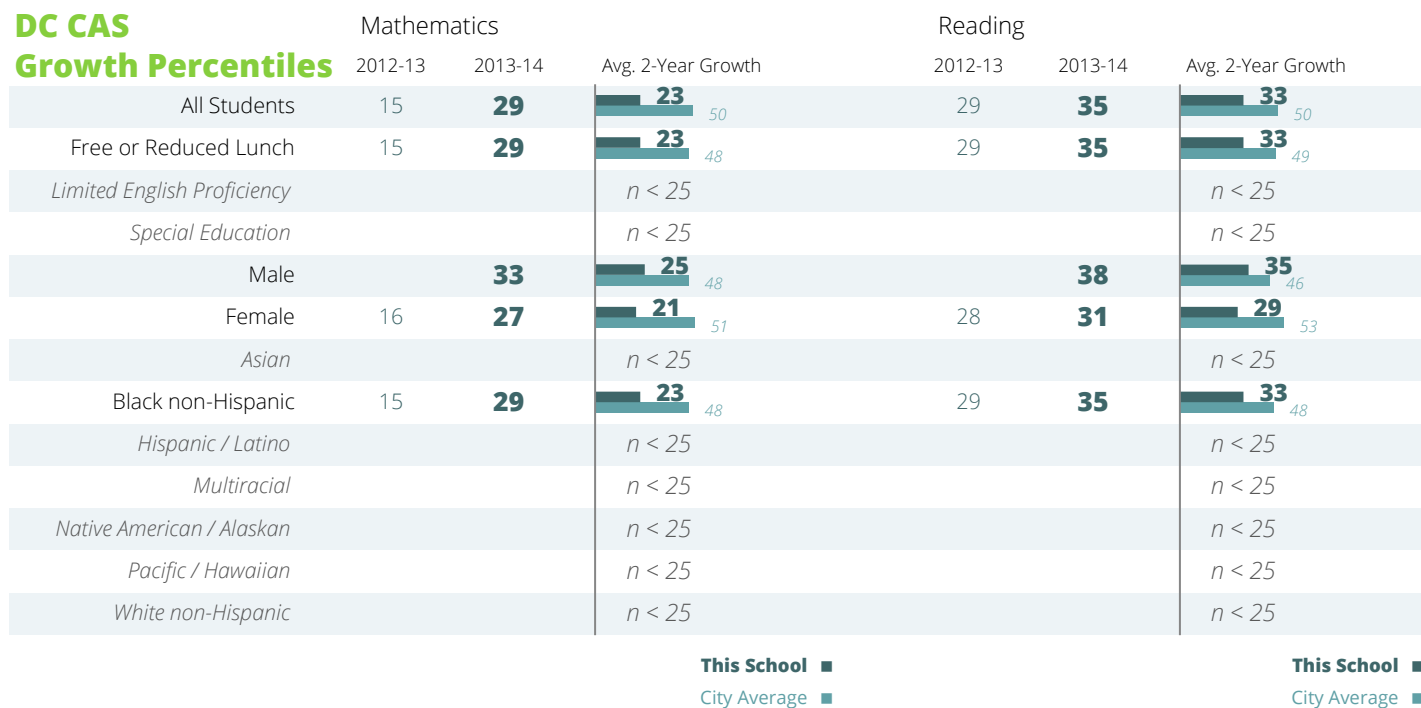 DC CAS
Growth Percentiles
Mathematics Reading
2012-13 2013-14 Avg. 2-Year Growth 2012-13 2013-14 Avg. 2-Year Growth
All Students 15 29 23 50 29 35 33 50
Free or Reduced Lunch 15 29 23 48 29 35 33 49
Limited English Proficiency n < 25 n < 25
Special Education n < 25 n < 25
Male 33 25 48 38 35 46
Female 16 27 21 51 28 31 29 53
Asian n < 25 n < 25
Black non-Hispanic 15 29 23 48 29 35 33 48
Hispanic / Latino n < 25 n < 25
Multiracial n < 25 n < 25
Native American / Alaskan n < 25 n < 25
Pacific / Hawaiian n < 25 n < 25
White non-Hispanic n < 25 n < 25
This School This School
City Average City Average